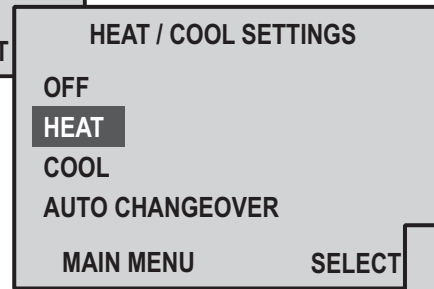 T
HEAT / COOL SETTINGS
OFF
HEAT
COOL
AUTO CHANGEOVER
MAIN MENU SELECT